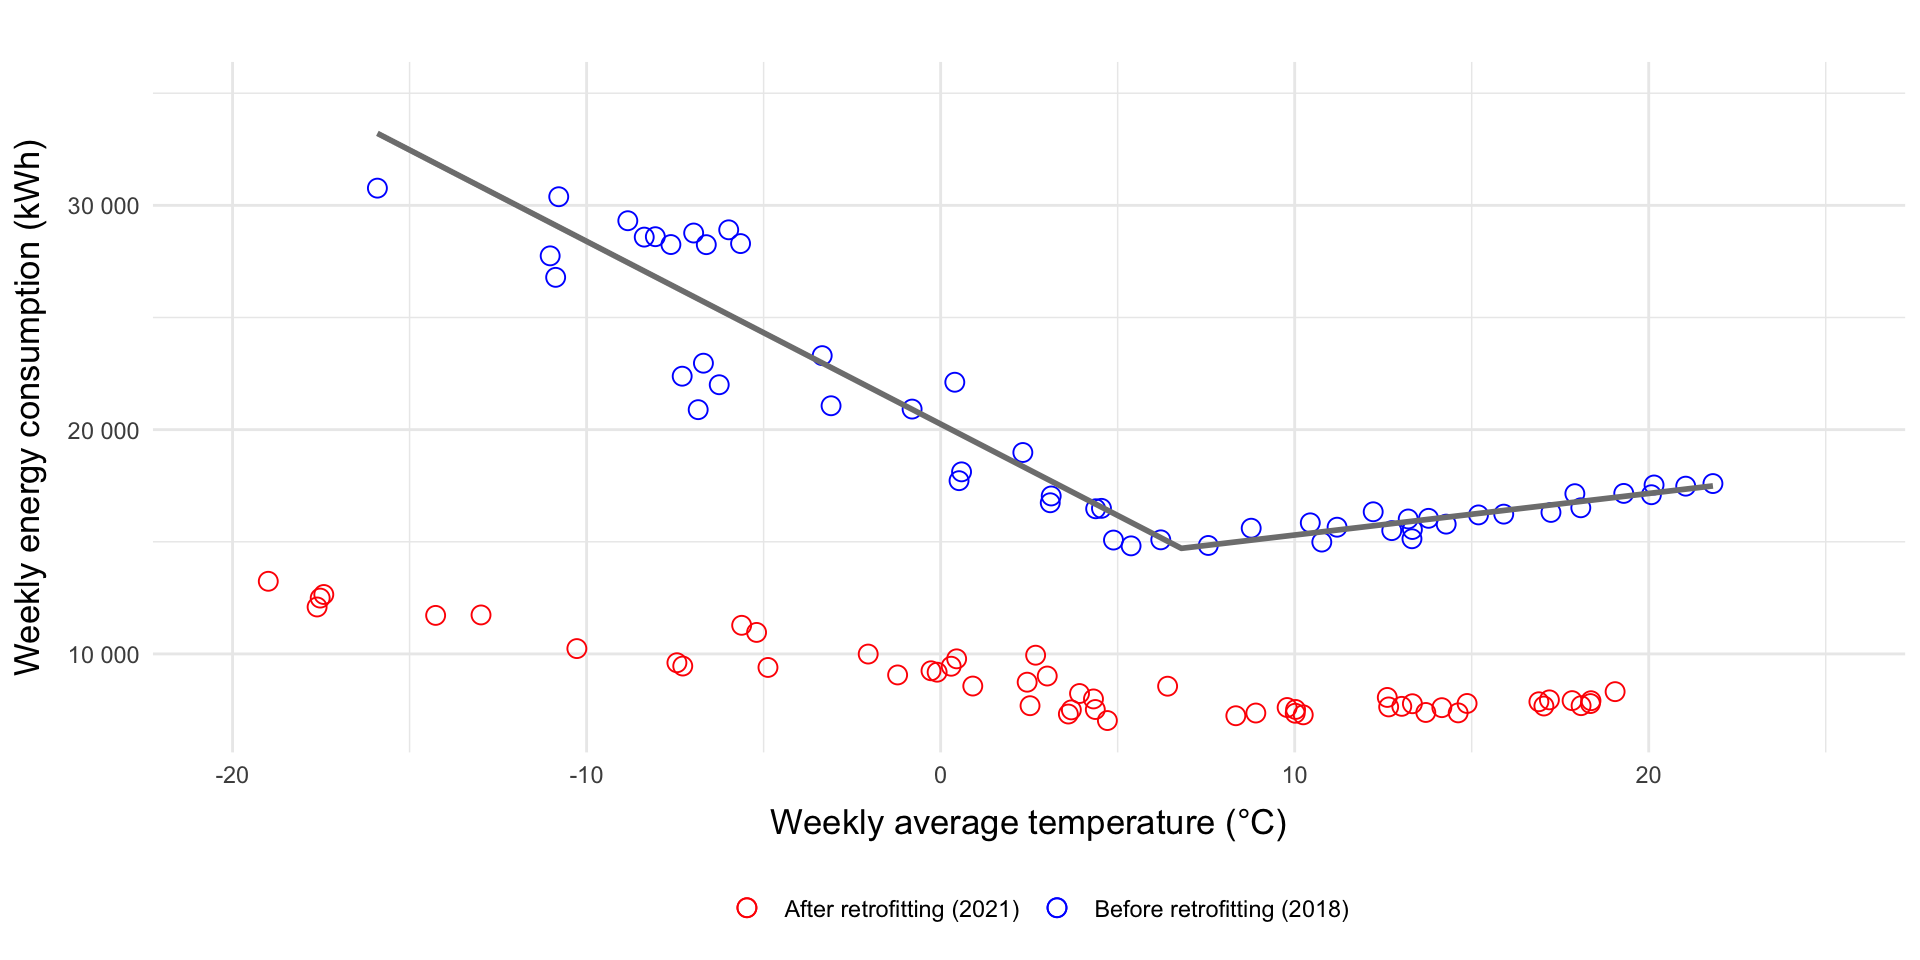 Weekly energy consumption (kWh)
30 000
20 000
10 000
-20 -10 0 10 20
Weekly average temperature (°C)
After retrofitting (2021) Before retrofitting (2018)